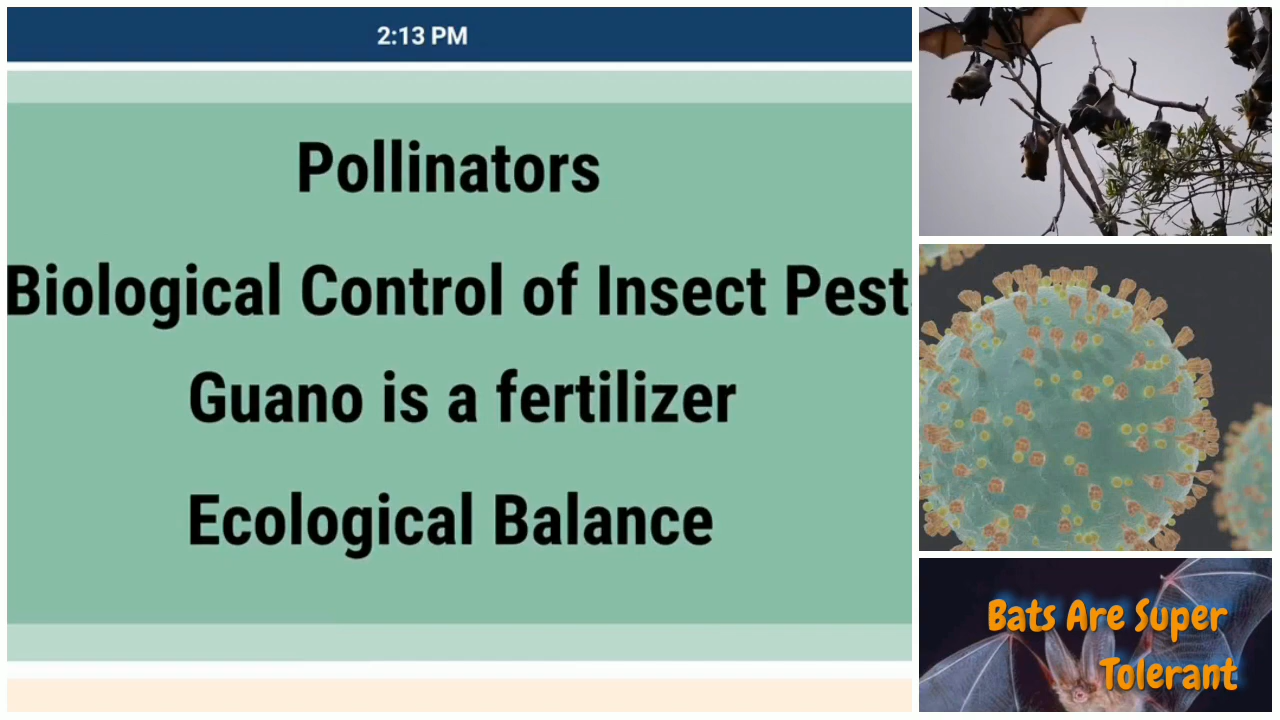 2:13 PM
Pollinators
Biological Control of Insect Pest
Guano is a fertilizer
Ecological Balance
Bats Are Super
Tolerant